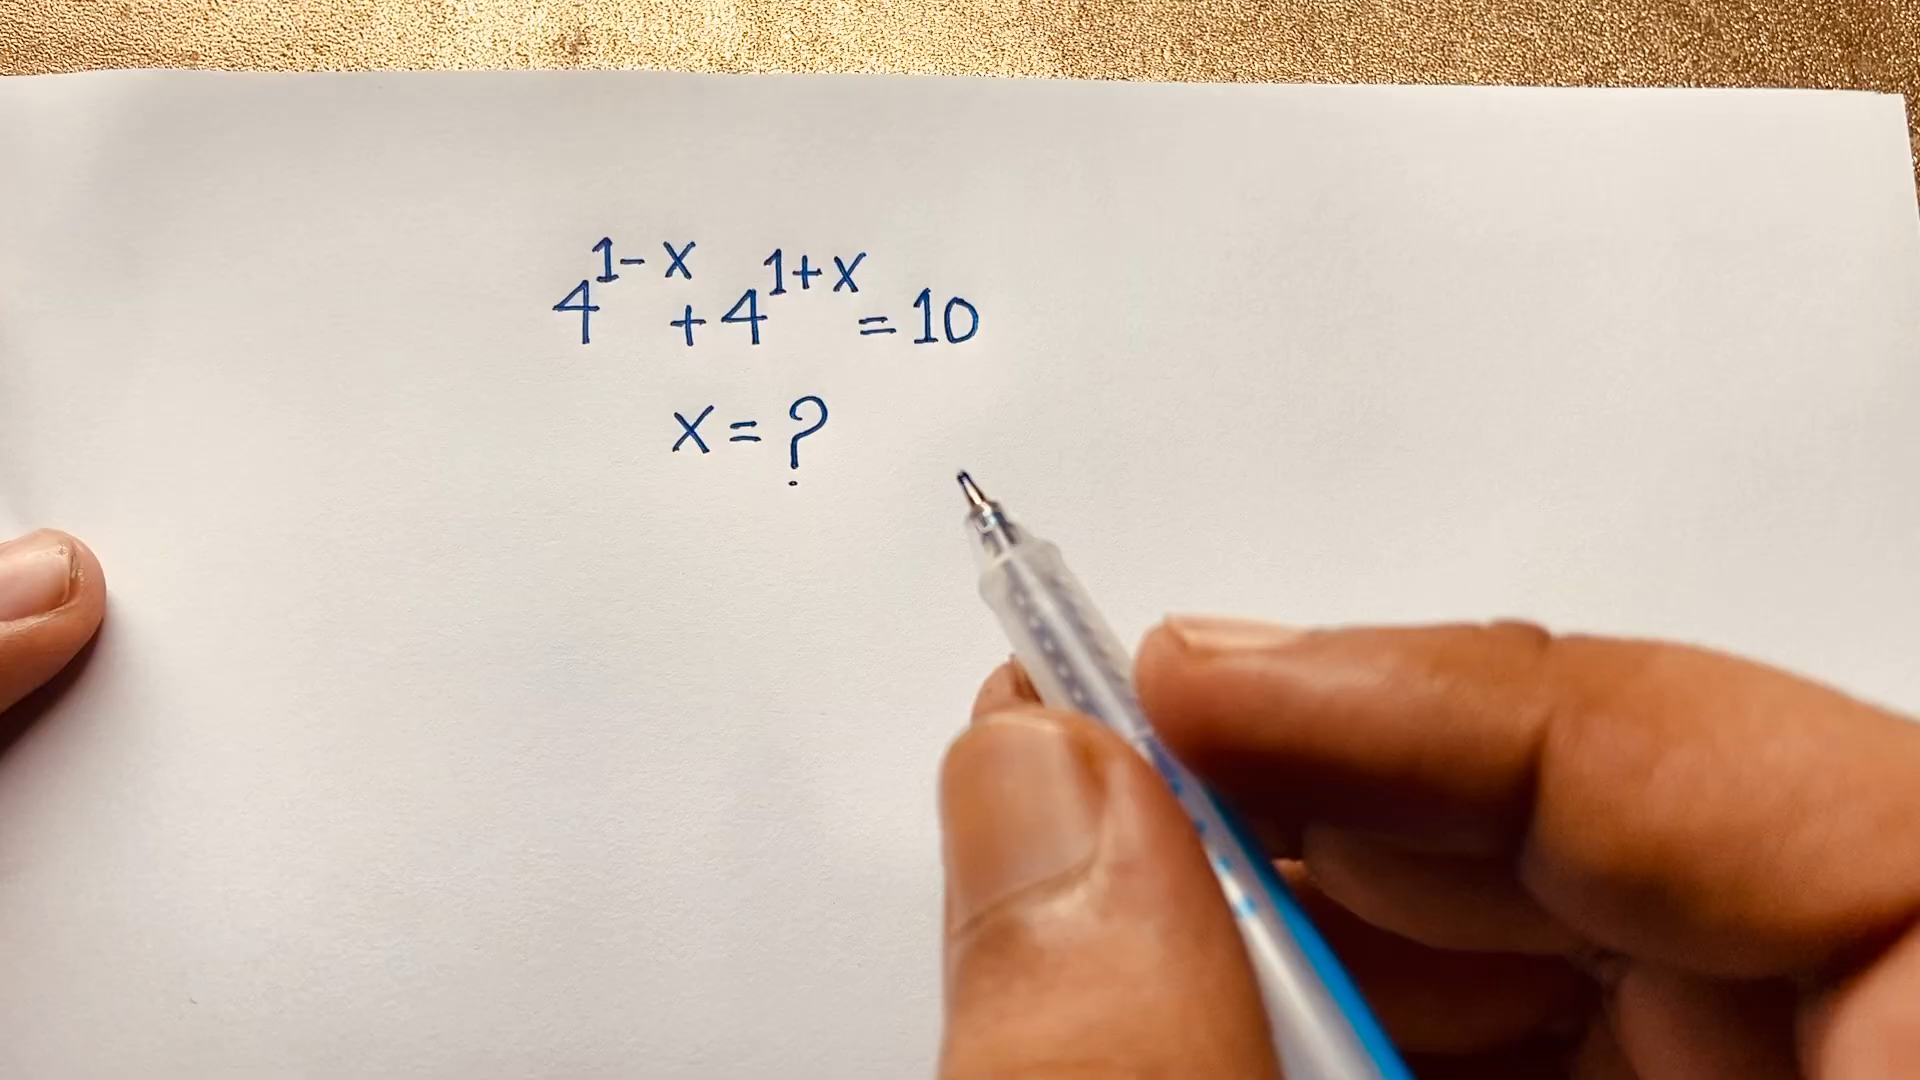 4^{1-x} + 4^{1+x} = 10
x = ?